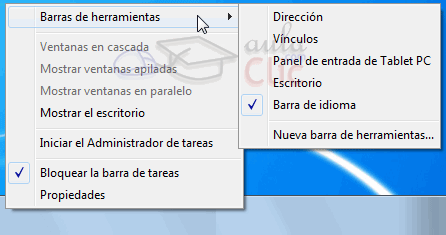 Barras de herramientas
Ventanas en cascada
Mostrar ventanas apiladas
Mostrar ventanas en paralelo
Mostrar el escritorio
Iniciar el Administrador de tareas
Bloquear la barra de tareas
Propiedades
Dirección
Vínculos
Panel de entrada de Tablet PC
Escritorio
Barra de idioma
Nueva barra de herramientas...
aula
Clic